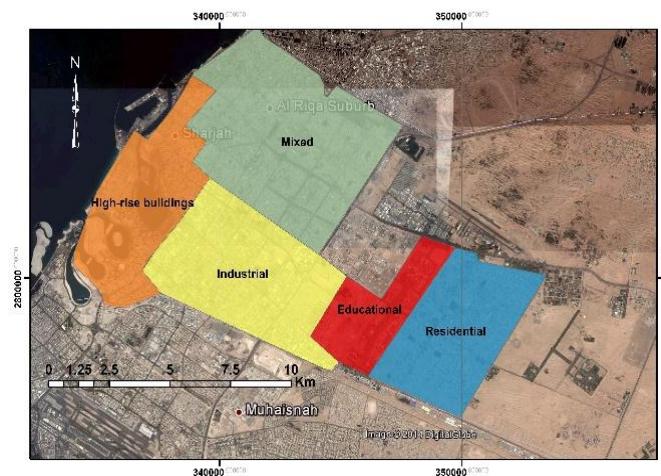 340000
350000
N
Al Riqa Suburb
Sharjah
Mixed
High-rise buildings
2800000
2800000
Industrial
Educational
Residential
0 1.25 2.5 5 7.5 10
Km
Muhaisnah
340000
350000